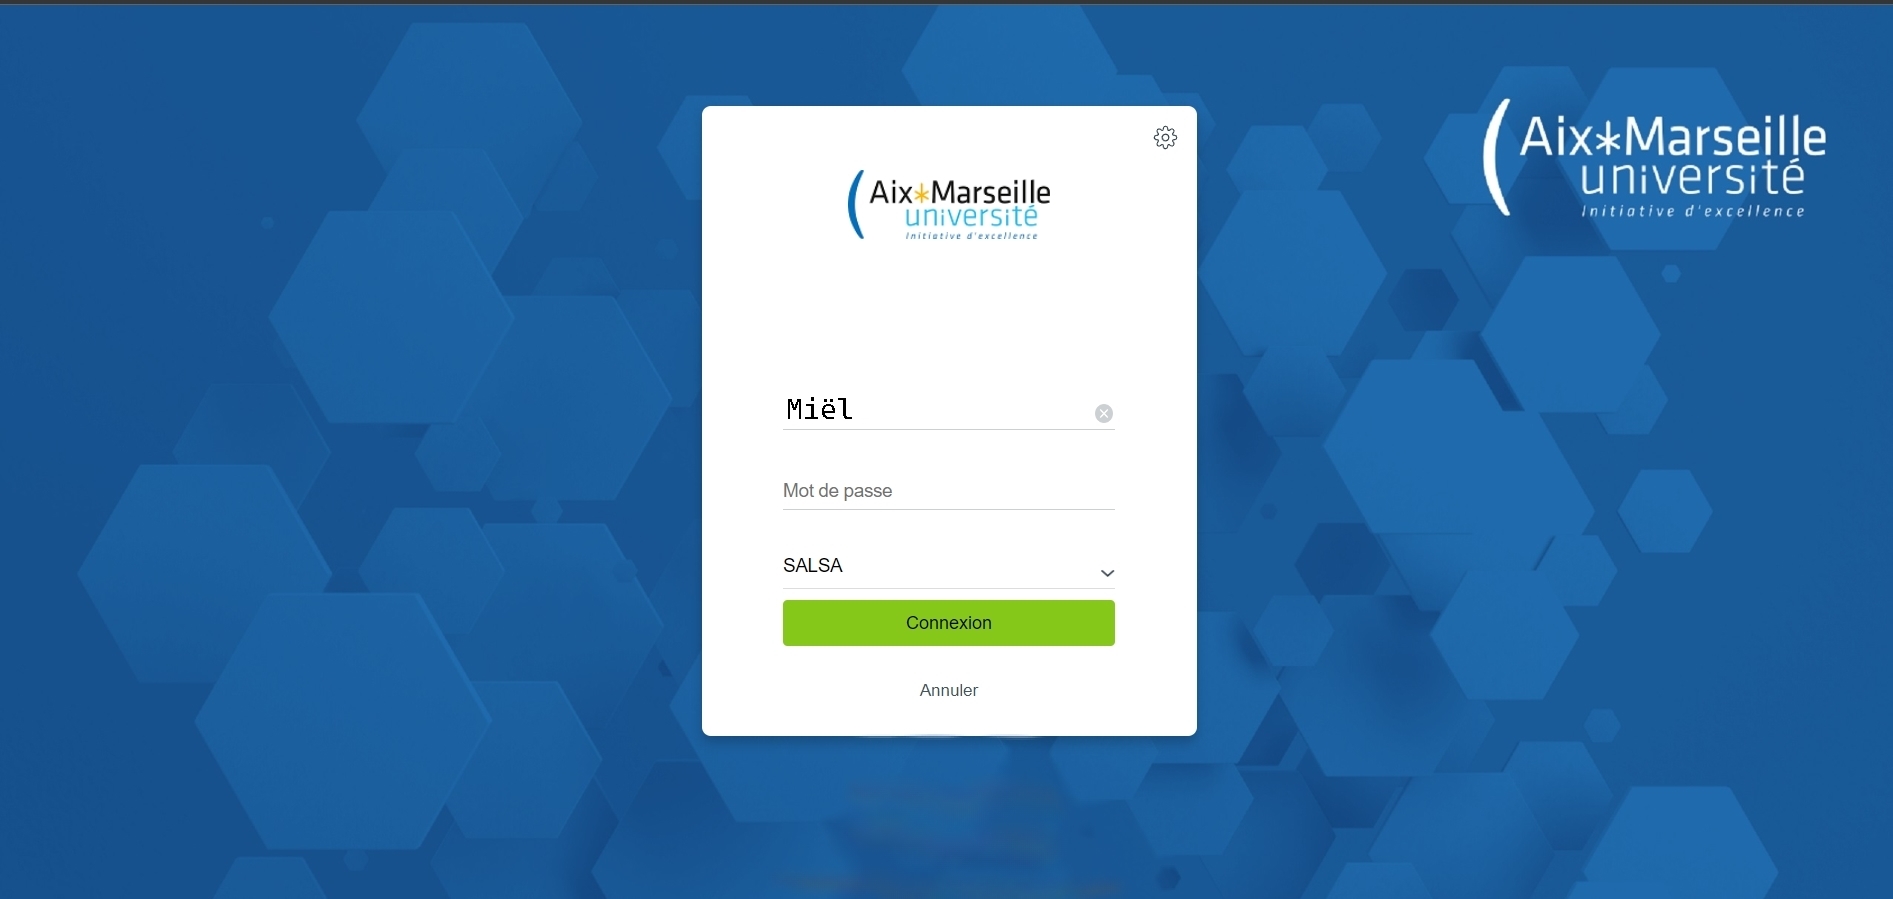 Aix*Marseille
université
Initiative d'excellence
Aix*Marseille
université
Initiative d'excellence
Miël
Mot de passe
SALSA
Connexion
Annuler